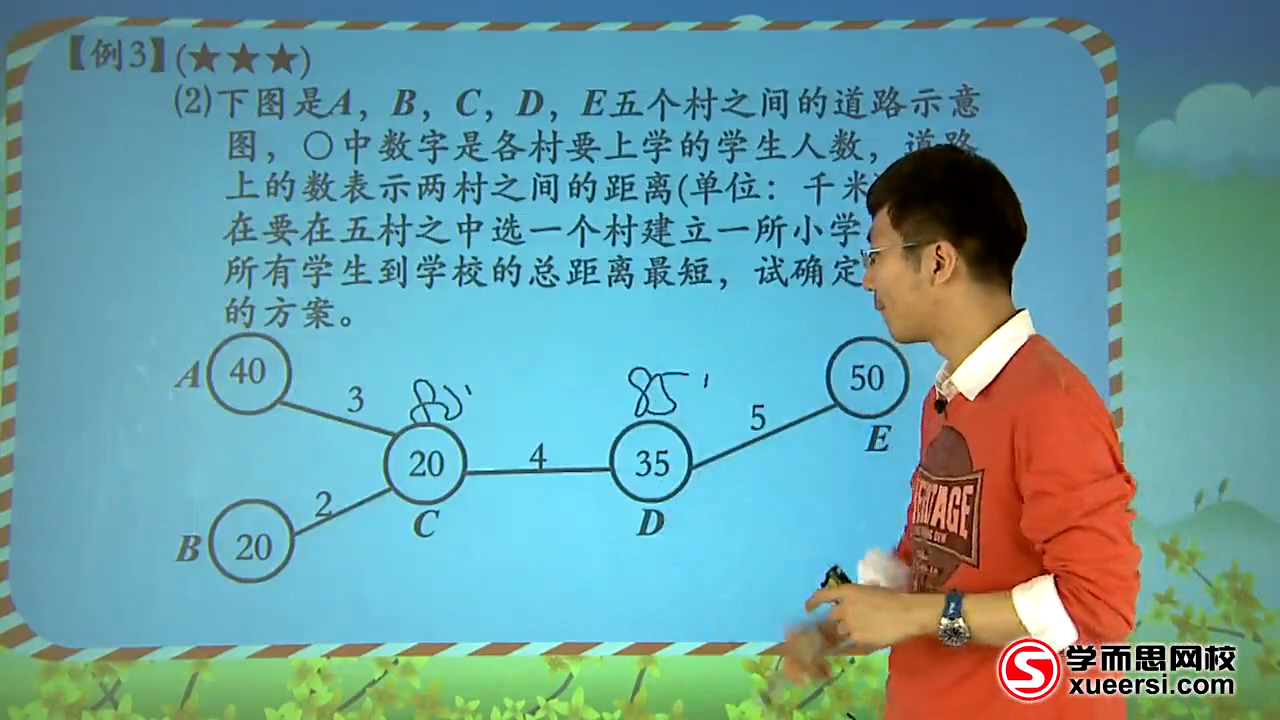 【例3】(★★★)
(2)下图是A，B，C，D，E五个村之间的道路示意
图，○中数字是各村要上学的学生人数，道路
上的数表示两村之间的距离(单位：千米
在要在五村之中选一个村建立一所小学
所有学生到学校的总距离最短，试确定
的方案。
A 40
3
85
85
50
E
5
20
C
4
35
D
2
B 20
HERITAGE
学而思网校
xueersi.com